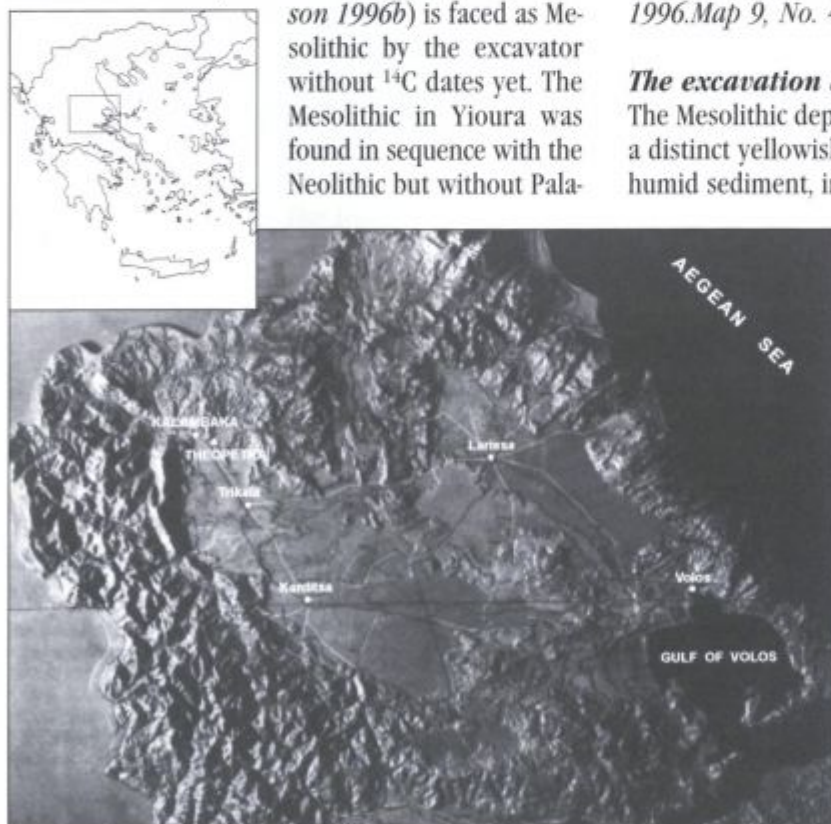 son 1996b) is faced as Me-
solithic by the excavator
without ¹⁴C dates yet. The
Mesolithic in Yioura was
found in sequence with the
Neolithic but without Pala-
1996.Map 9, No.
The excavation
The Mesolithic dep
a distinct yellowis
humid sediment, i
AEGEAN SEA
KALAMBAKA
THEOPETRA
Larissa
Trikala
Karditsa
Volos
GULF OF VOLOS